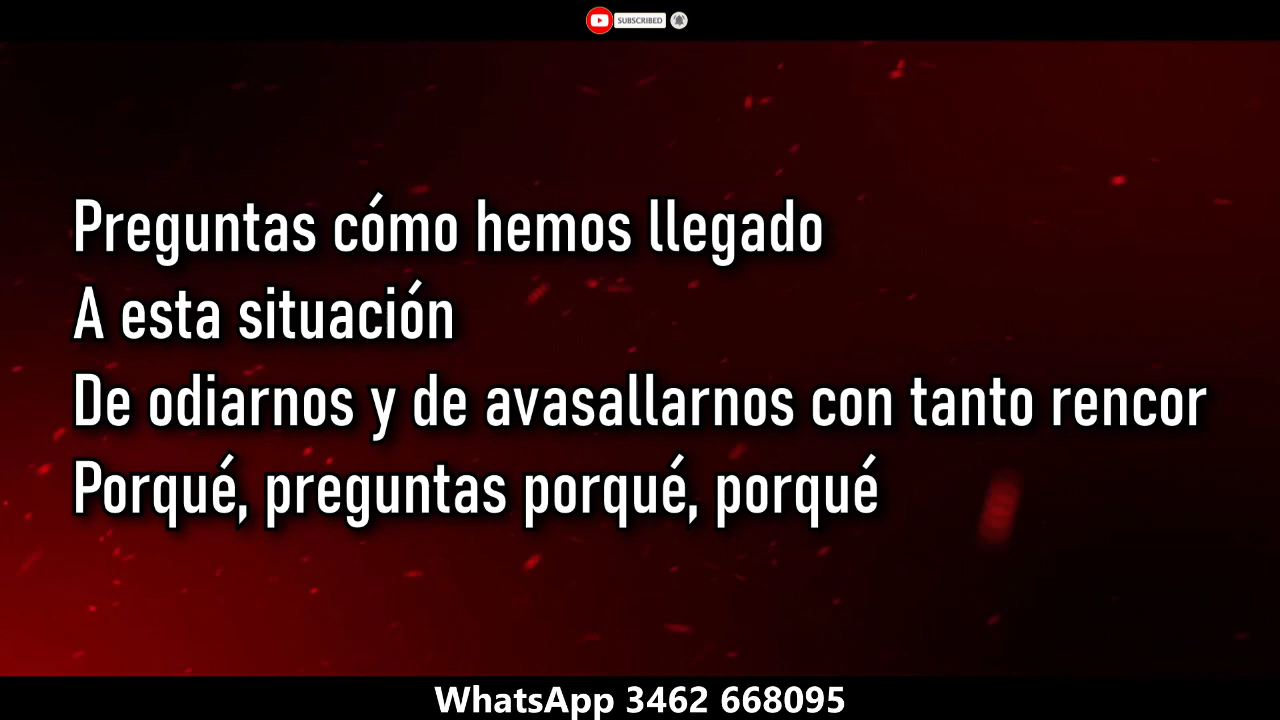 SUBSCRIBED
Preguntas cómo hemos llegado
A esta situación
De odiarnos y de avasallarnos con tanto rencor
Porqué, preguntas porqué, porqué
WhatsApp 3462 668095